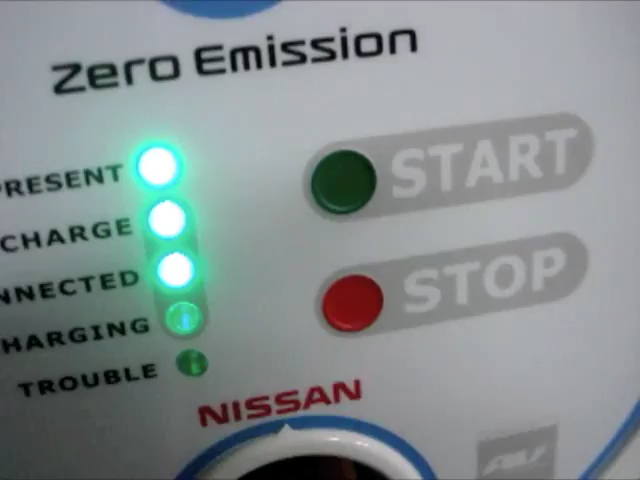 Zero Emission
PRESENT
START
CHARGE
NNECTED
STOP
HARGING
TROUBLE
NISSAN